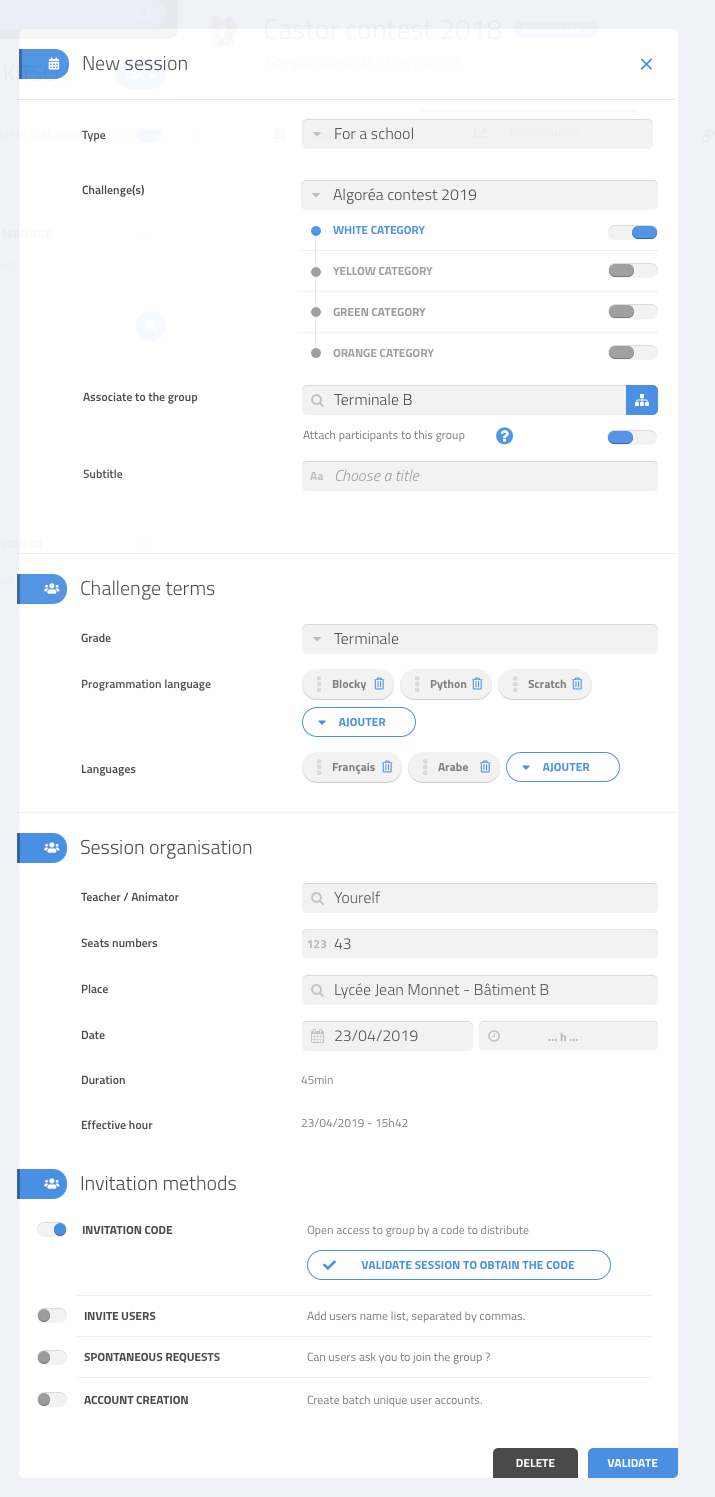 Castor contest 2018
New session
Type
For a school
Challenge(s)
Algoréa contest 2019
WHITE CATEGORY
YELLOW CATEGORY
GREEN CATEGORY
ORANGE CATEGORY
Associate to the group
Terminale B
Attach participants to this group
?
Subtitle
Aa Choose a title
Challenge terms
Grade
Terminale
Programmation language
Blocky Python Scratch
AJOUTER
Languages
Français Arabe AJOUTER
Session organisation
Teacher / Animator
Yourelf
Seats numbers
123 43
Place
Lycée Jean Monnet - Bâtiment B
Date
23/04/2019 ... h ...
Duration
45min
Effective hour
23/04/2019 - 15h42
Invitation methods
INVITATION CODE
Open access to group by a code to distribute
VALIDATE SESSION TO OBTAIN THE CODE
INVITE USERS
Add users name list, separated by commas.
SPONTANEOUS REQUESTS
Can users ask you to join the group ?
ACCOUNT CREATION
Create batch unique user accounts.
DELETE VALIDATE